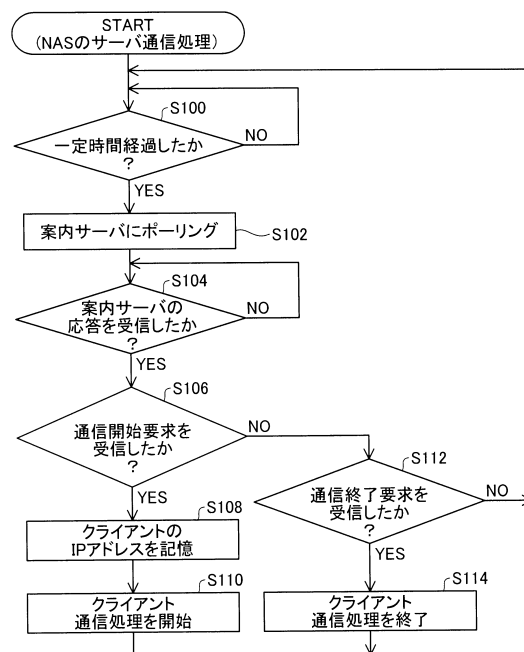 START
(NASのサーバ通信処理)
S100
一定時間経過したか
?
NO
YES
案内サーバにポーリング
S102
S104
案内サーバの
応答を受信したか
?
NO
YES
S106
通信開始要求を
受信したか
?
NO
YES
S112
通信終了要求を
受信したか
?
NO
YES
S108
クライアントの
IPアドレスを記憶
S110
クライアント
通信処理を開始
S114
クライアント
通信処理を終了